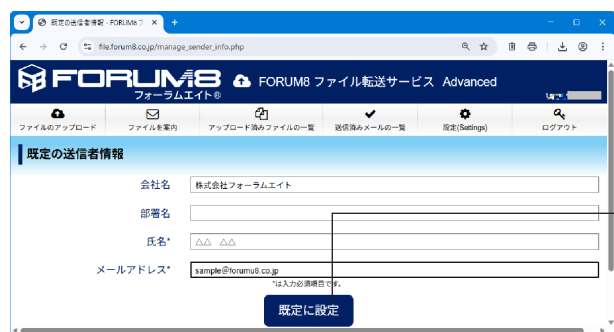 既定の送信者情報 - FORUM8 フ
file.forum8.co.jp/manage_sender_info.php
FORUM8 フォーラムエイト® FORUM8 ファイル転送サービス Advanced
ファイルのアップロード ファイルを案内 アップロード済みファイルの一覧 送信済みメールの一覧 設定(Settings) ログアウト
既定の送信者情報
会社名 株式会社フォーラムエイト
部署名
氏名* △△ △△
メールアドレス* sample@forumu8.co.jp
*は入力必須項目です。
既定に設定